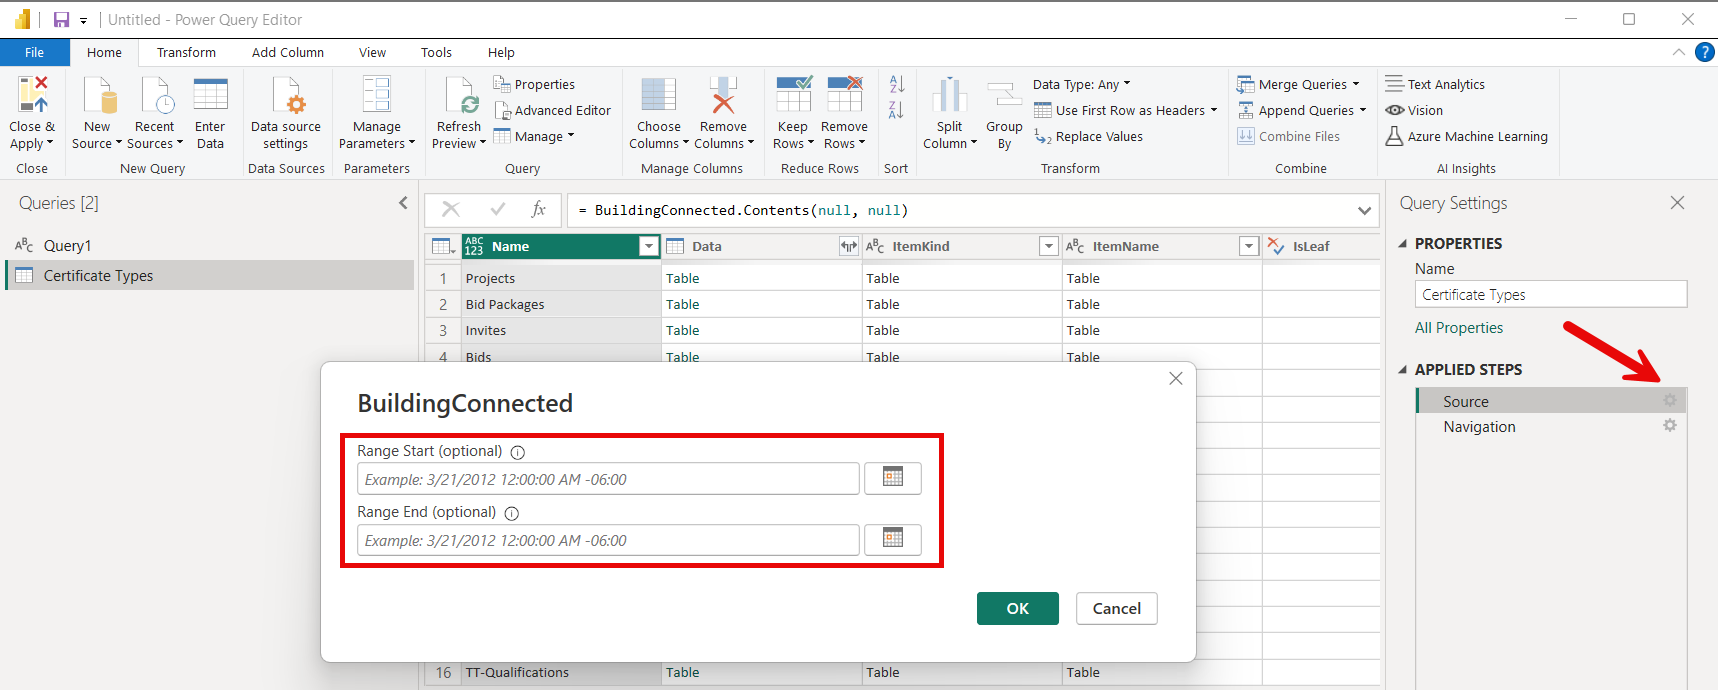 Untitled - Power Query Editor
File Home Transform Add Column View Tools Help
?
Close & Apply
Close
New Source
Recent Sources
Enter Data
New Query
Data source settings
Data Sources
Manage Parameters
Parameters
Refresh Preview
Properties
Advanced Editor
Manage
Query
Choose Columns
Remove Columns
Manage Columns
Keep Rows
Remove Rows
Reduce Rows
A
Z
Z
A
Sort
Split Column
Group By
Data Type: Any
Use First Row as Headers
1 2 Replace Values
Transform
Merge Queries
Append Queries
Combine Files
Combine
Text Analytics
Vision
Azure Machine Learning
AI Insights
Queries [2]
ABC Query1
Certificate Types
fx
= BuildingConnected.Contents(null, null)
ABC 123 Name Data ABC ItemKind ABC ItemName IsLeaf
1 Projects Table Table Table
2 Bid Packages Table Table Table
3 Invites Table Table Table
4 Bids Table Table Table
16 TT-Qualifications Table Table Table
BuildingConnected
Range Start (optional)
Example: 3/21/2012 12:00:00 AM -06:00
Range End (optional)
Example: 3/21/2012 12:00:00 AM -06:00
OK Cancel
Query Settings
PROPERTIES
Name
Certificate Types
All Properties
APPLIED STEPS
Source
Navigation